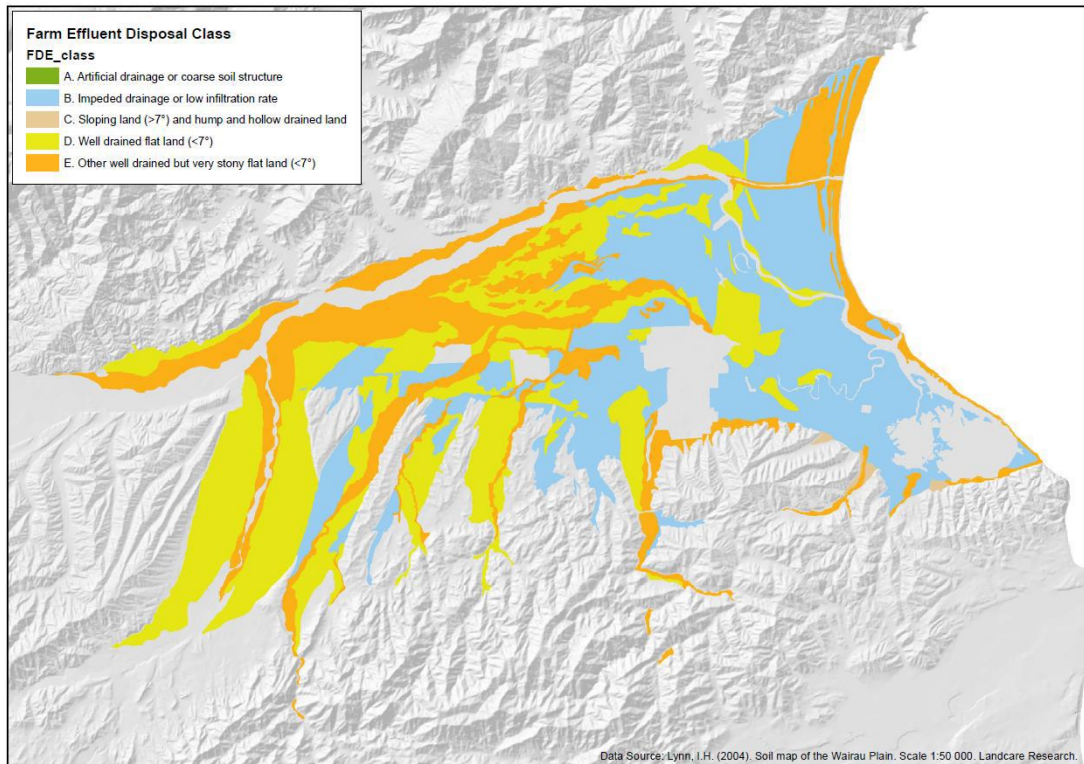 Farm Effluent Disposal Class
FDE_class
A. Artificial drainage or coarse soil structure
B. Impeded drainage or low infiltration rate
C. Sloping land (>7°) and hump and hollow drained land
D. Well drained flat land (<7°)
E. Other well drained but very stony flat land (<7°)
Data Source: Lynn, I.H. (2004). Soil map of the Wairau Plain. Scale 1:50 000. Landcare Research.